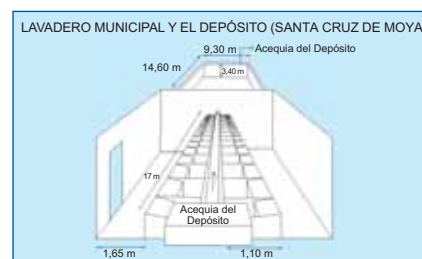 LAVADERO MUNICIPAL Y EL DEPÓSITO (SANTA CRUZ DE MOYA
9,30 m
Acequia del Depósito
14,60 m
3,40 m
17 m
Acequia del
Depósito
1,65 m
1,10 m